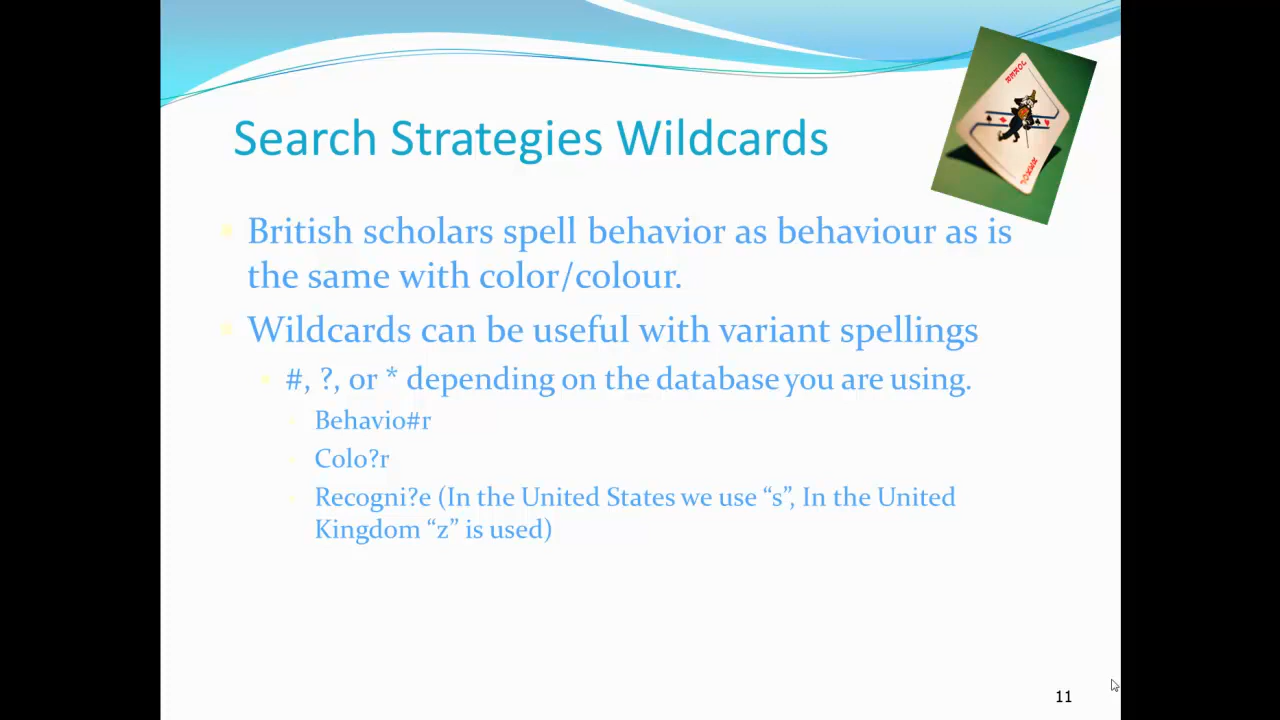 JOKER
JOKER
Search Strategies Wildcards
British scholars spell behavior as behaviour as is
the same with color/colour.
Wildcards can be useful with variant spellings
#, ?, or * depending on the database you are using.
Behavio#r
Colo?r
Recogni?e (In the United States we use “s”, In the United
Kingdom “z” is used)
11